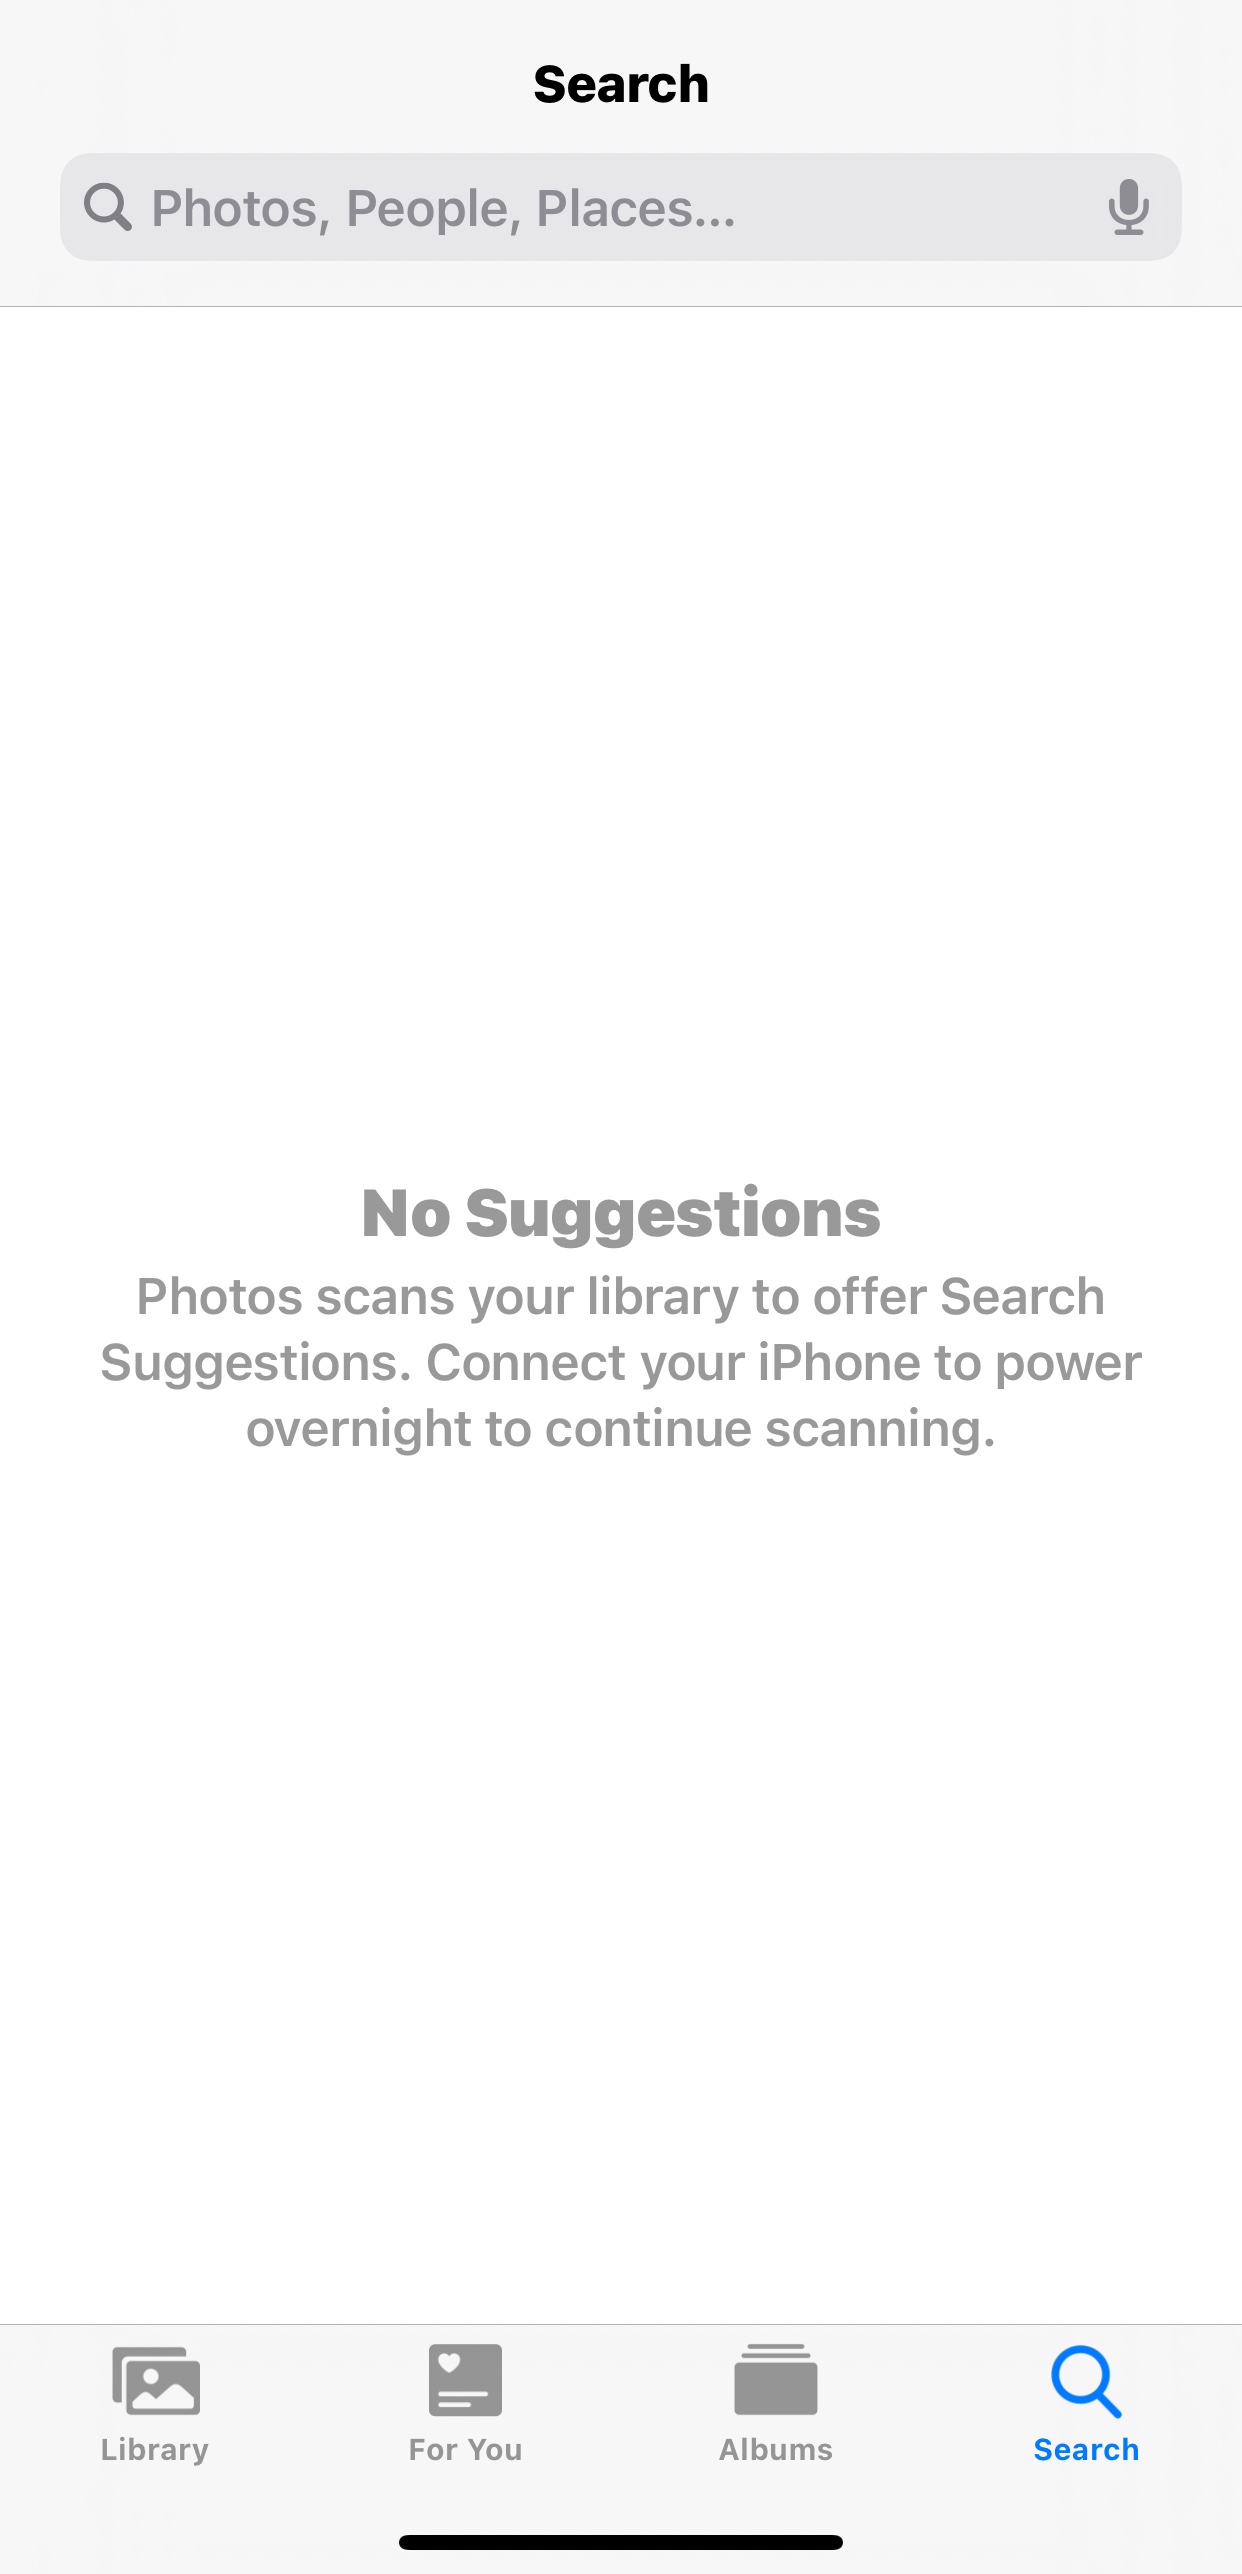 Search
Photos, People, Places...
No Suggestions
Photos scans your library to offer Search
Suggestions. Connect your iPhone to power
overnight to continue scanning.
Library
For You
Albums
Search